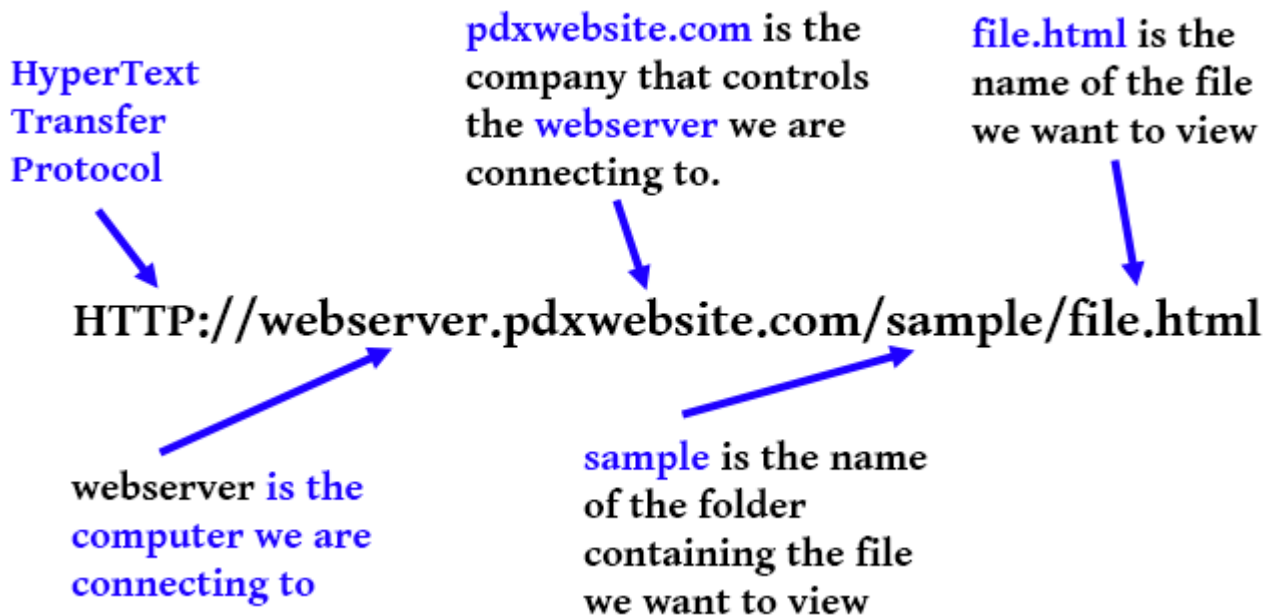 HyperText
Transfer
Protocol
pdxwebsite.com is the
company that controls
the webserver we are
connecting to.
file.html is the
name of the file
we want to view
HTTP://webserver.pdxwebsite.com/sample/file.html
webserver is the
computer we are
connecting to
sample is the name
of the folder
containing the file
we want to view